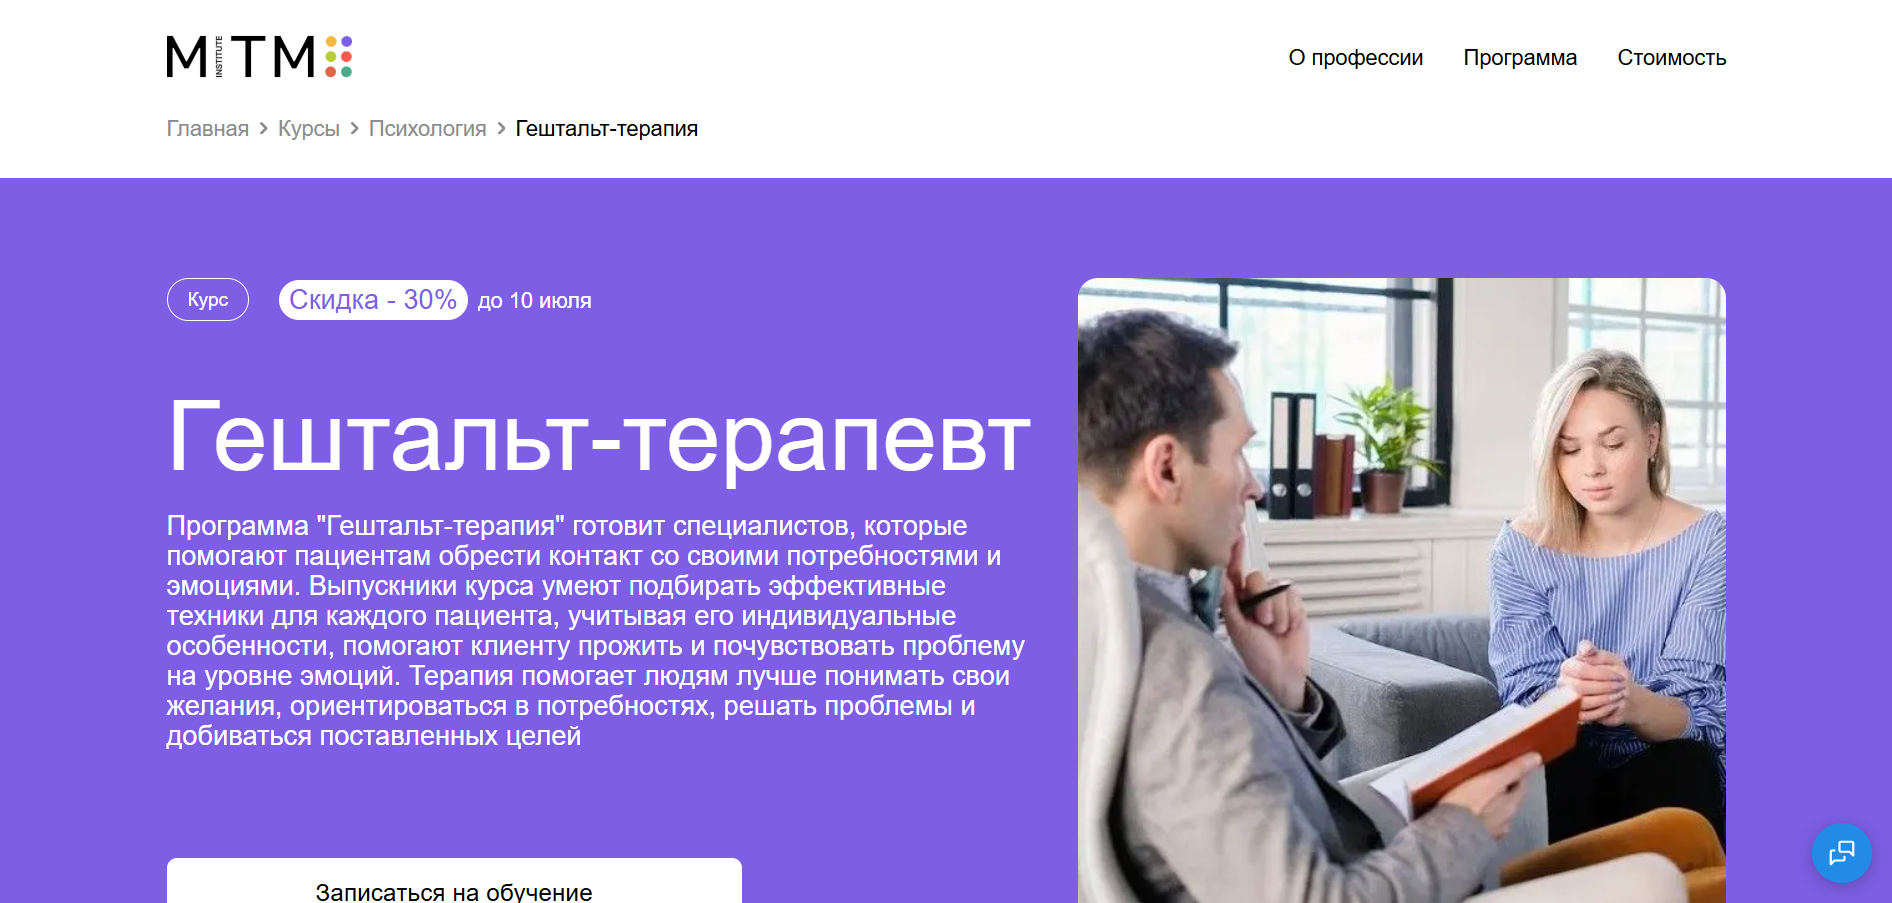 MITM INSTITUTE
О профессии Программа Стоимость
Главная > Курсы > Психология > Гештальт-терапия
Курс Скидка - 30% до 10 июля
Гештальт-терапевт
Программа "Гештальт-терапия" готовит специалистов, которые
помогают пациентам обрести контакт со своими потребностями и
эмоциями. Выпускники курса умеют подбирать эффективные
техники для каждого пациента, учитывая его индивидуальные
особенности, помогают клиенту прожить и почувствовать проблему
на уровне эмоций. Терапия помогает людям лучше понимать свои
желания, ориентироваться в потребностях, решать проблемы и
добиваться поставленных целей
Записаться на обучение